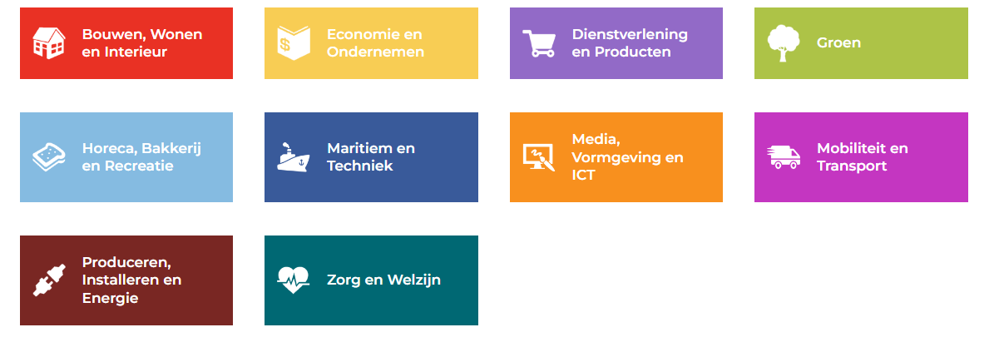 Bouwen, Wonen
en Interieur
Economie en
Ondernemen
Dienstverlening
en Producten
Groen
Horeca, Bakkerij
en Recreatie
Maritiem en
Techniek
Media,
Vormgeving en
ICT
Mobiliteit en
Transport
Produceren,
Installeren en
Energie
Zorg en Welzijn